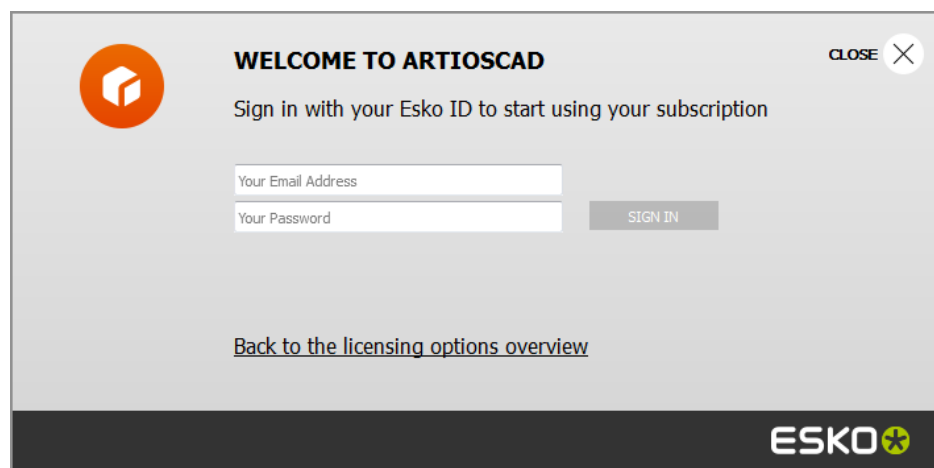 WELCOME TO ARTIOSCAD
CLOSE
Sign in with your Esko ID to start using your subscription
Your Email Address
Your Password
SIGN IN
Back to the licensing options overview
ESKO